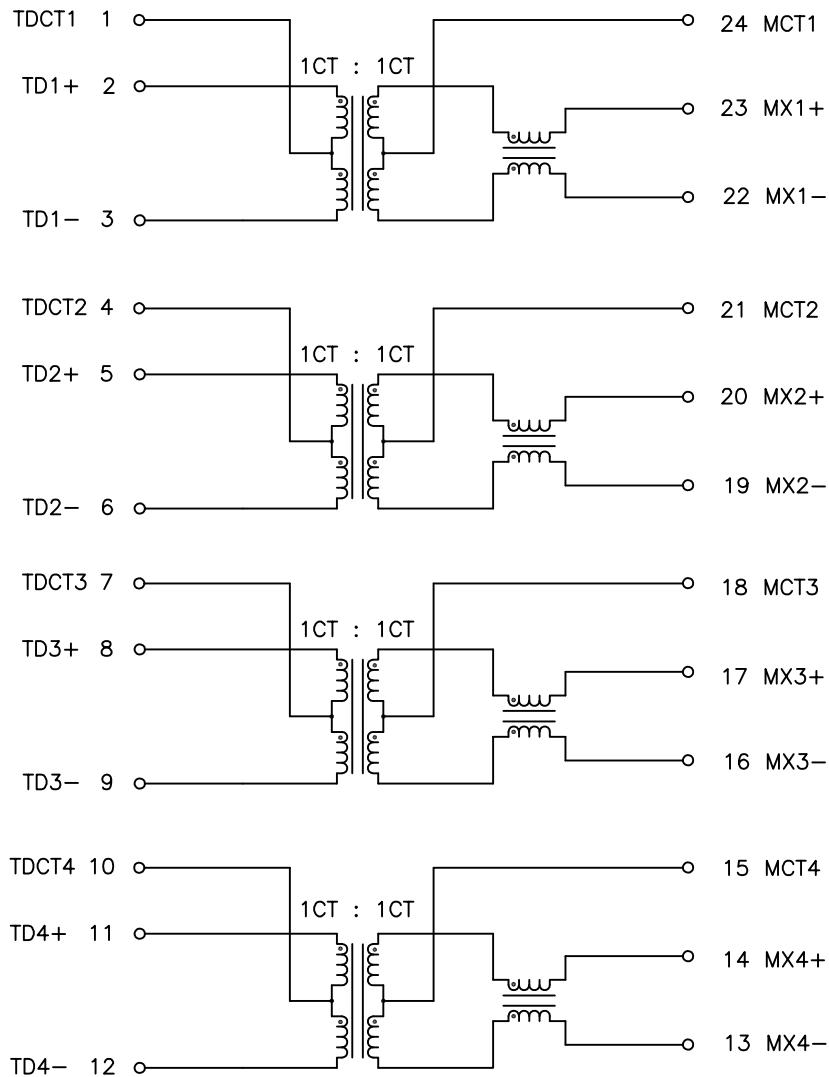 TDCT1 1
24 MCT1
1CT : 1CT
TD1+ 2
23 MX1+
22 MX1−
TD1− 3
TDCT2 4
21 MCT2
1CT : 1CT
TD2+ 5
20 MX2+
19 MX2−
TD2− 6
TDCT3 7
18 MCT3
1CT : 1CT
TD3+ 8
17 MX3+
16 MX3−
TD3− 9
TDCT4 10
15 MCT4
1CT : 1CT
TD4+ 11
14 MX4+
13 MX4−
TD4− 12